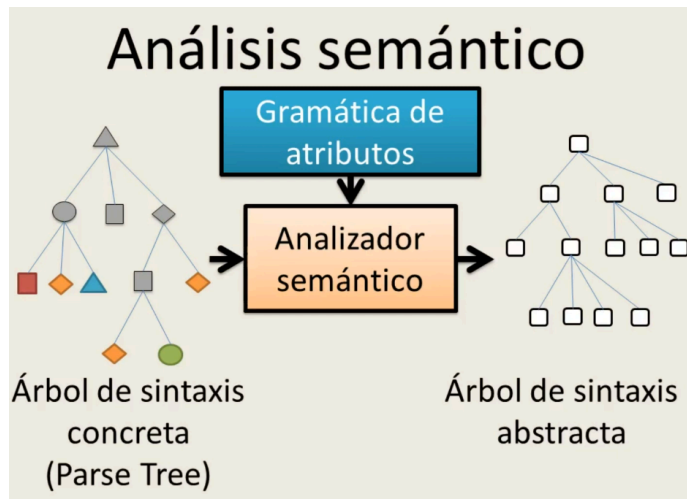 Análisis semántico
Gramática de
atributos
Analizador
semántico
Árbol de sintaxis
concreta
(Parse Tree)
Árbol de sintaxis
abstracta